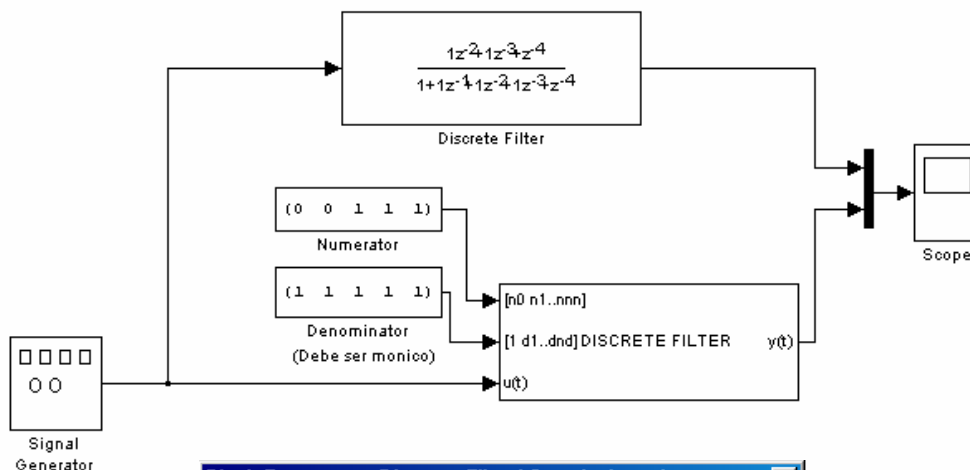 1z-2+1z-3+z-4
1+1z-1+1z-2+1z-3+z-4
Discrete Filter
(0 0 1 1 1)
Numerator
(1 1 1 1 1)
Denominator
(Debe ser monico)
[n0 n1..nnn]
[1 d1..dnd] DISCRETE FILTER y(t)
u(t)
Scope
Signal
Generator